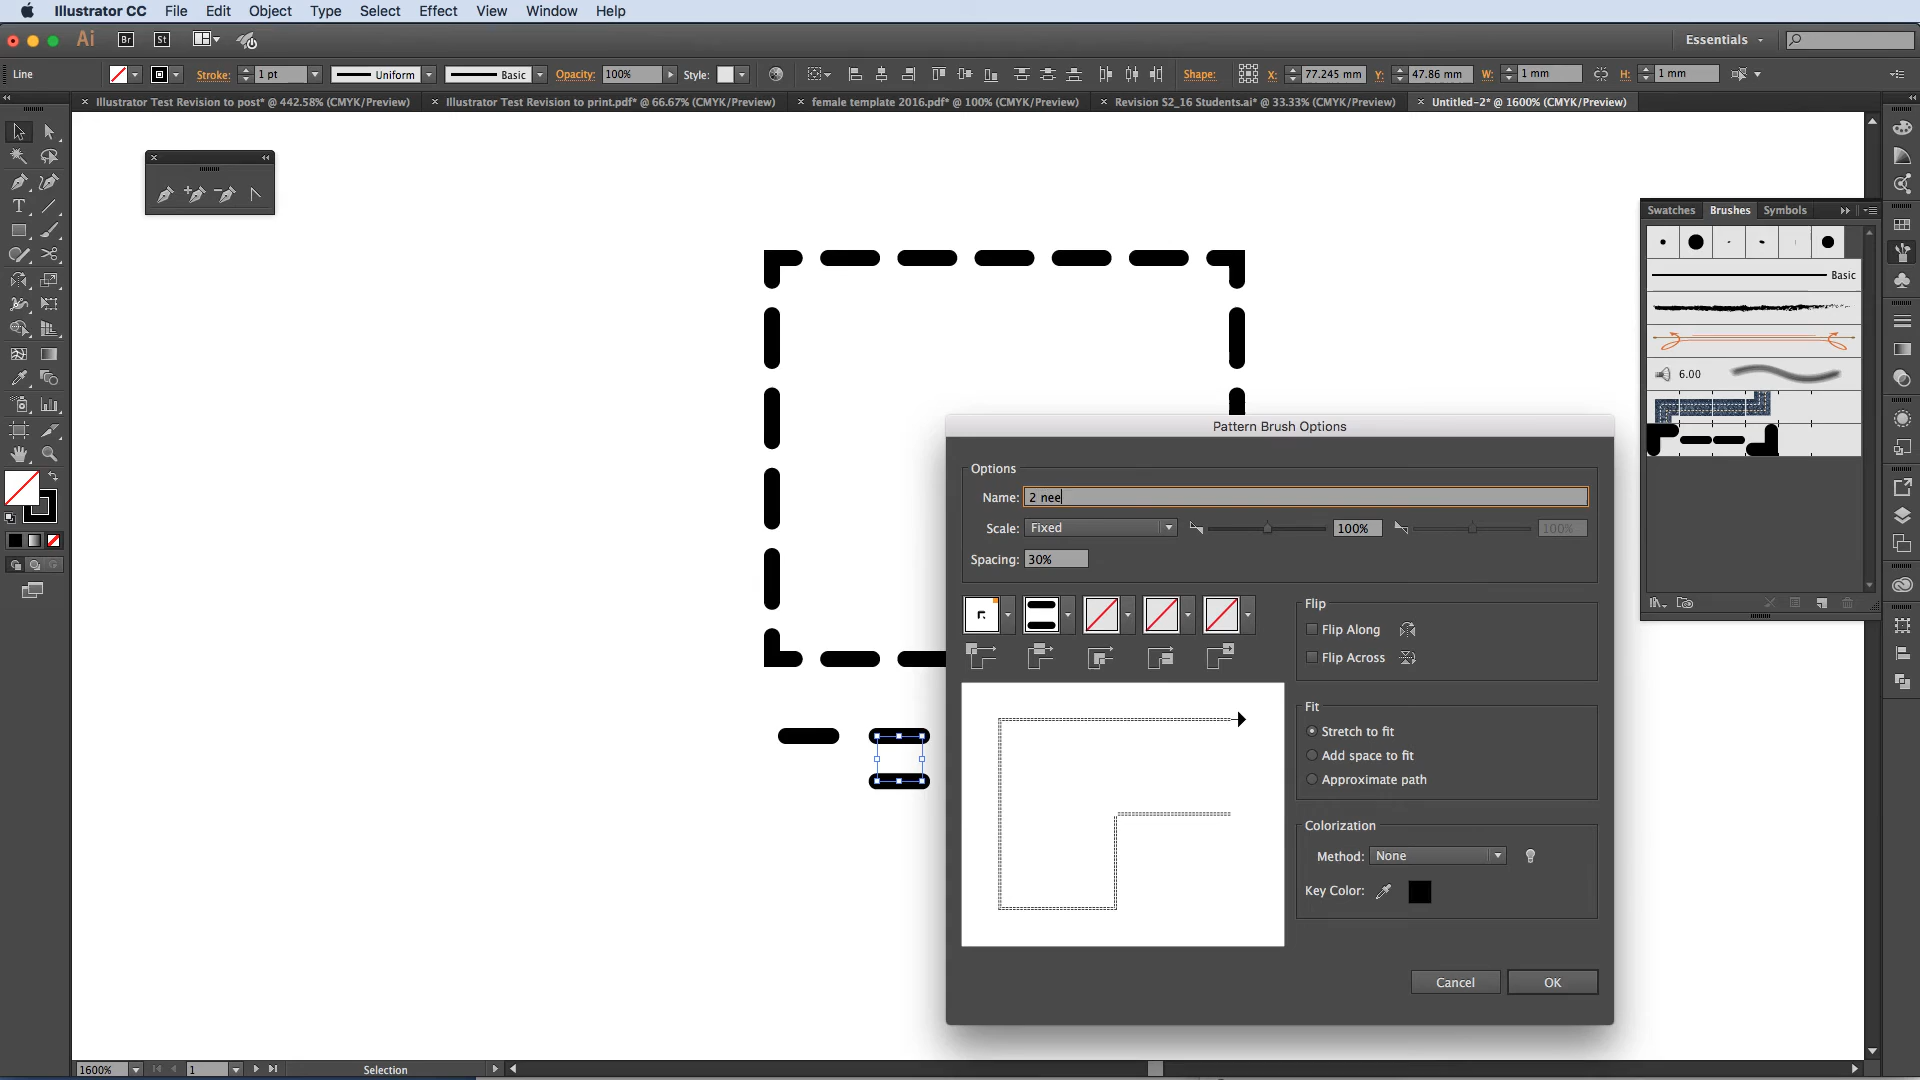 Illustrator CC File Edit Object Type Select Effect View Window Help
Ai Br St Essentials
Line Stroke: 1 pt Uniform Basic Opacity: 100% Style: Shape: X: 77.245 mm Y: 47.86 mm W: 1 mm H: 1 mm
Illustrator Test Revision to post* @ 442.58% (CMYK/Preview) Illustrator Test Revision to print.pdf* @ 66.67% (CMYK/Preview) female template 2016.pdf* @ 100% (CMYK/Preview) Revision S2_16 Students.ai* @ 33.33% (CMYK/Preview) Untitled-2* @ 1600% (CMYK/Preview)
Swatches Brushes Symbols
Basic
6.00
Pattern Brush Options
Options
Name: 2 nee
Scale: Fixed 100% 100%
Spacing: 30%
Flip
Flip Along
Flip Across
Fit
Stretch to fit
Add space to fit
Approximate path
Colorization
Method: None
Key Color:
Cancel OK
1600% 1 Selection